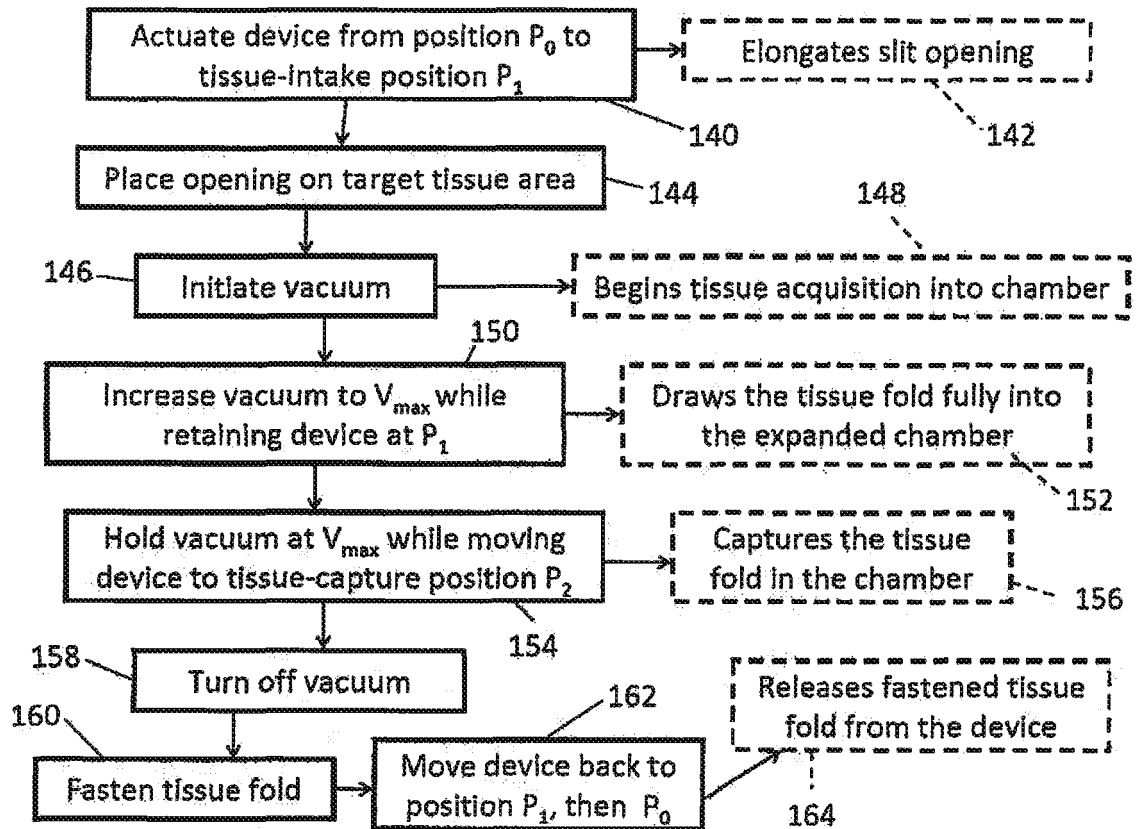 Actuate device from position P₀ to
tissue-intake position P₁
140
Elongates slit opening
142
Place opening on target tissue area
144
146
Initiate vacuum
148
Begins tissue acquisition into chamber
150
Increase vacuum to Vmax while
retaining device at P₁
Draws the tissue fold fully into
the expanded chamber
152
Hold vacuum at Vmax while moving
device to tissue-capture position P₂
154
Captures the tissue
fold in the chamber
156
158
Turn off vacuum
160
Fasten tissue fold
162
Move device back to
position P₁, then P₀
Releases fastened tissue
fold from the device
164